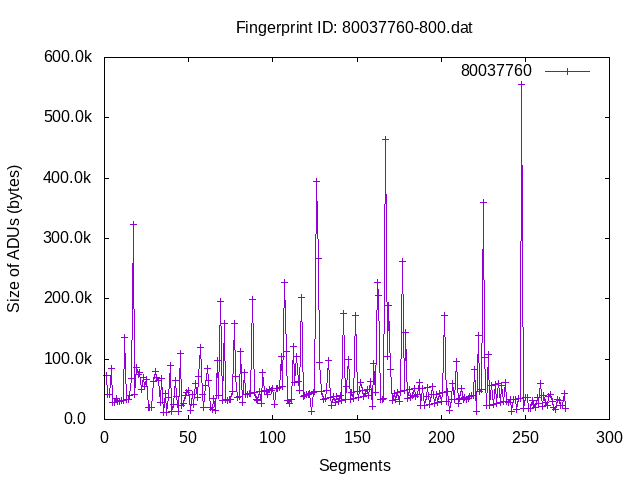 Fingerprint ID: 80037760-800.dat
600.0k
80037760
500.0k
400.0k
300.0k
200.0k
100.0k
0.0
Size of ADUs (bytes)
0 50 100 150 200 250 300
Segments